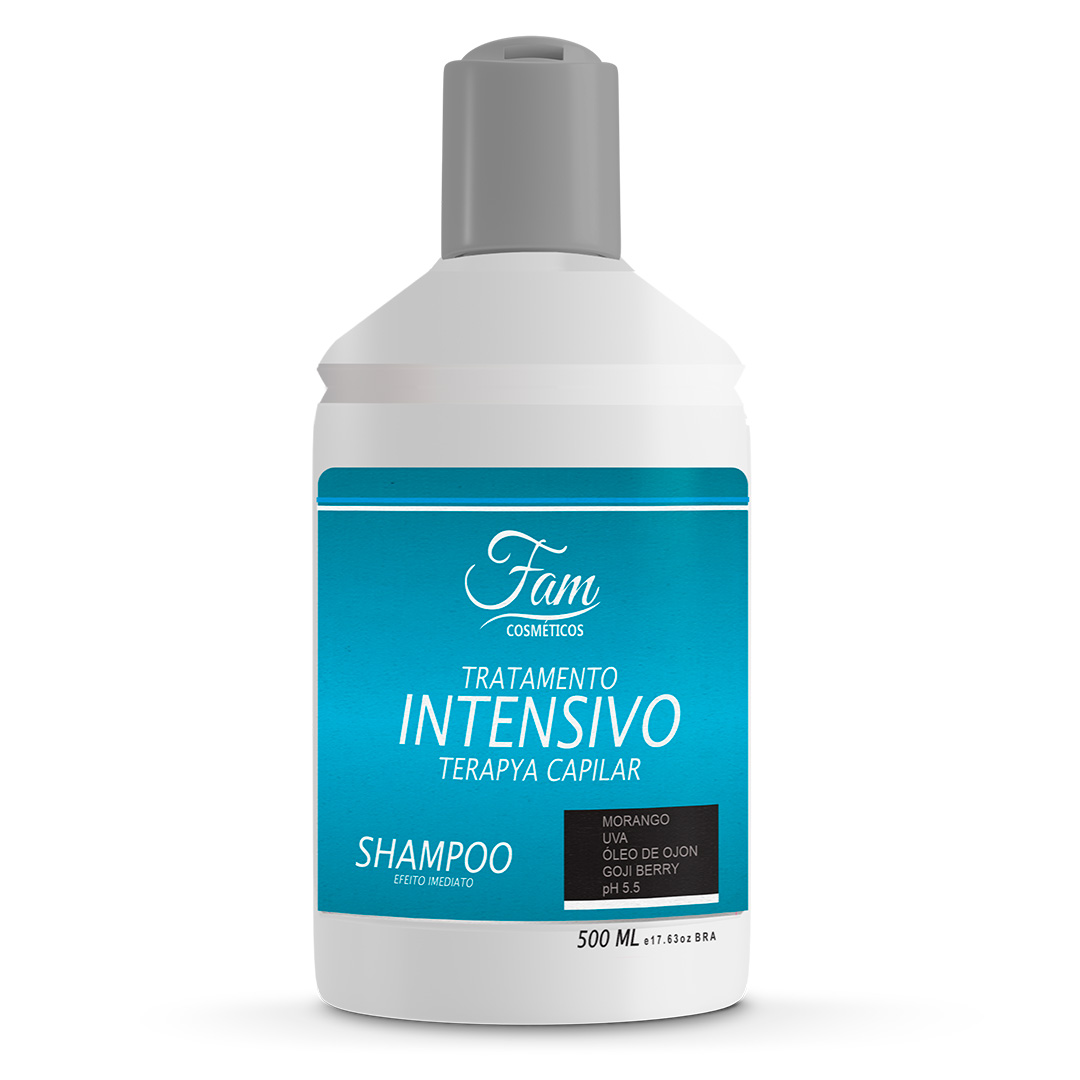 Fam
COSMÉTICOS
TRATAMENTO
INTENSIVO
TERAPYA CAPILAR
SHAMPOO
EFEITO IMEDIATO
MORANGO
UVA
ÓLEO DE OJON
GOJI BERRY
pH 5.5
500 ML e17.63oz BRA